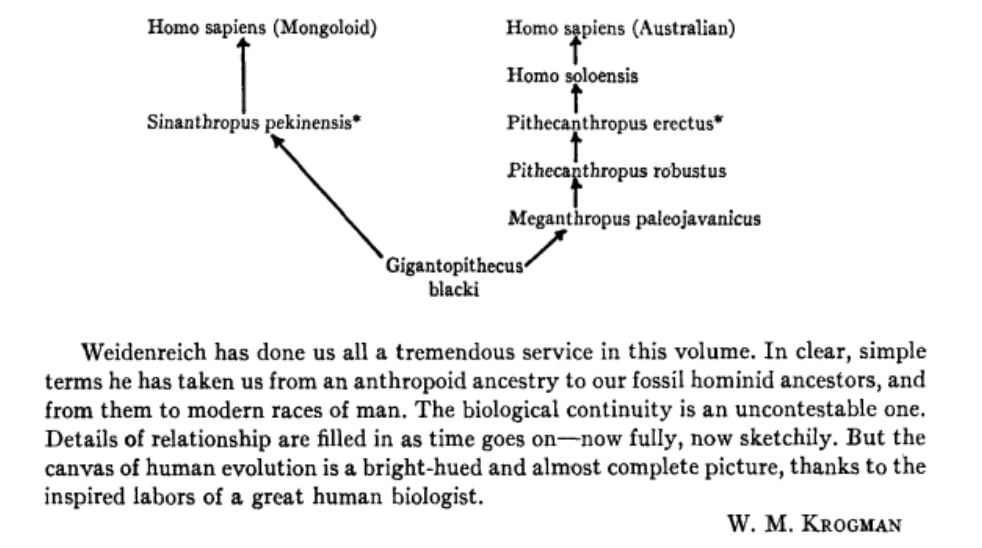 Homo sapiens (Mongoloid) Homo sapiens (Australian)
Homo soloensis
Sinanthropus pekinensis* Pithecanthropus erectus*
Pithecanthropus robustus
Meganthropus paleojavanicus
Gigantopithecus
blacki
Weidenreich has done us all a tremendous service in this volume. In clear, simple
terms he has taken us from an anthropoid ancestry to our fossil hominid ancestors, and
from them to modern races of man. The biological continuity is an uncontestable one.
Details of relationship are filled in as time goes on—now fully, now sketchily. But the
canvas of human evolution is a bright-hued and almost complete picture, thanks to the
inspired labors of a great human biologist.
W. M. KROGMAN